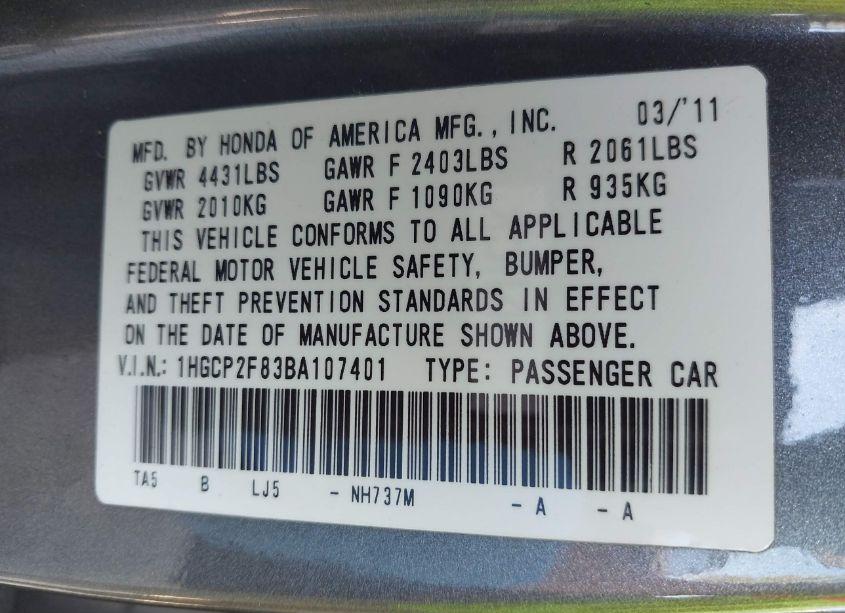 MFD. BY HONDA OF AMERICA MFG., INC. 03/'11
GVWR 4431LBS GAWR F 2403LBS R 2061LBS
GVWR 2010KG GAWR F 1090KG R 935KG
THIS VEHICLE CONFORMS TO ALL APPLICABLE
FEDERAL MOTOR VEHICLE SAFETY, BUMPER,
AND THEFT PREVENTION STANDARDS IN EFFECT
ON THE DATE OF MANUFACTURE SHOWN ABOVE.
V.I.N.: 1HGCP2F83BA107401 TYPE: PASSENGER CAR
TA5 B LJ5 - NH737M - A - A